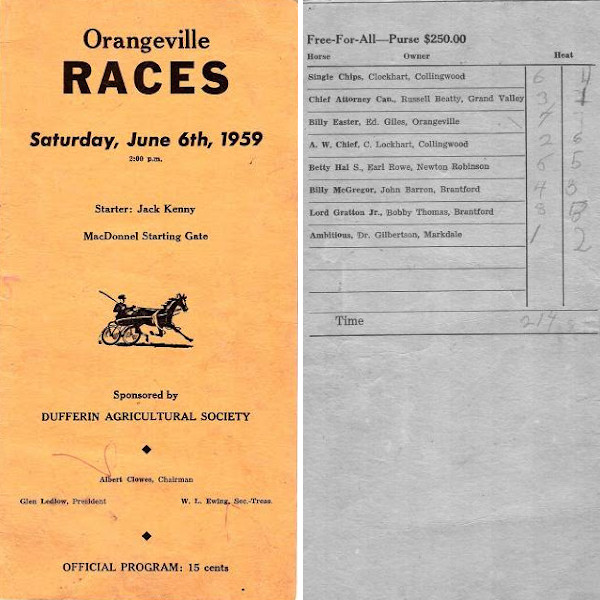 Orangeville
RACES
Saturday, June 6th, 1959
2:00 p.m.
Starter: Jack Kenny
MacDonnel Starting Gate
Sponsored by
DUFFERIN AGRICULTURAL SOCIETY
Albert Clowes, Chairman
Glen Ledlow, President W. L. Ewing, Sec.-Treas.
OFFICIAL PROGRAM: 15 cents
Free-For-All—Purse $250.00
Horse Owner Heat
Single Chips, Clockhart, Collingwood 6 4
Chief Attorney Can., Russell Beatty, Grand Valley 3 1
Billy Easter, Ed. Giles, Orangeville 7
A. W. Chief, C. Lockhart, Collingwood 2 6
Betty Hal S., Earl Rowe, Newton Robinson 5
Billy McGregor, John Barron, Brantford 4 3
Lord Gratton Jr., Bobby Thomas, Brantford 8
Ambitious, Dr. Gilbertson, Markdale 1 2
Time 214